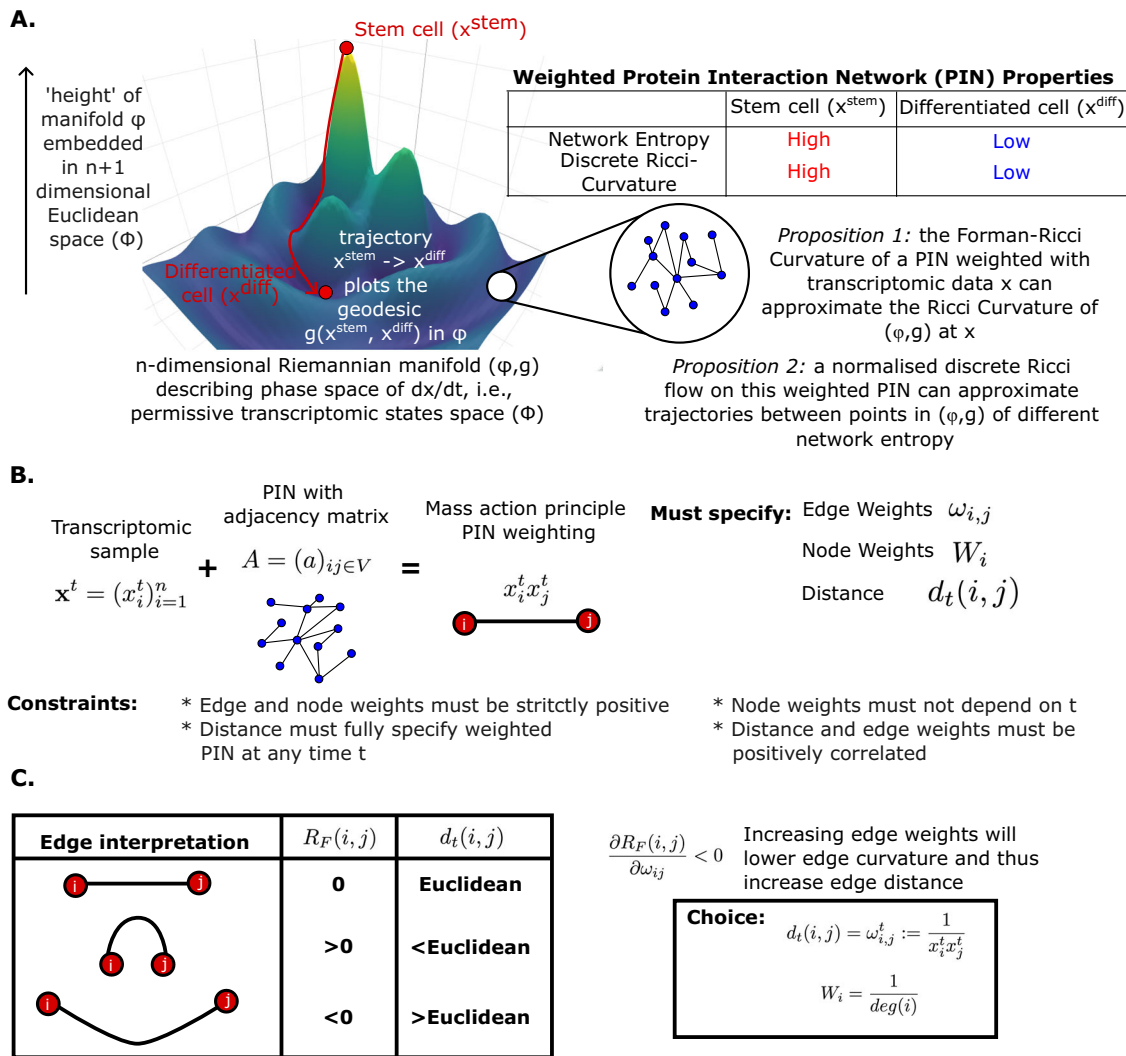 A.
Stem cell (x^stem)
'height' of
manifold φ
embedded
in n+1
dimensional
Euclidean
space (Φ)
trajectory
x^stem -> x^diff
plots the
geodesic
g(x^stem, x^diff) in φ
Differentiated
cell (x^diff)
n-dimensional Riemannian manifold (φ,g)
describing phase space of dx/dt, i.e.,
permissive transcriptomic states space (Φ)
Weighted Protein Interaction Network (PIN) Properties
Stem cell (x^stem) Differentiated cell (x^diff)
Network Entropy High Low
Discrete Ricci-
Curvature High Low
Proposition 1: the Forman-Ricci
Curvature of a PIN weighted with
transcriptomic data x can
approximate the Ricci Curvature of
(φ,g) at x
Proposition 2: a normalised discrete Ricci
flow on this weighted PIN can approximate
trajectories between points in (φ,g) of different
network entropy
B.
Transcriptomic
sample
x^t = (x_i^t)_{i=1}^n
+
PIN with
adjacency matrix
A = (a)_{ij∈V}
=
Mass action principle
PIN weighting
x_i^t x_j^t
i j
Must specify: Edge Weights ω_{i,j}
Node Weights W_i
Distance d_t(i, j)
Constraints:
* Edge and node weights must be stritctly positive
* Distance must fully specify weighted
PIN at any time t
* Node weights must not depend on t
* Distance and edge weights must be
positively correlated
C.
Edge interpretation R_F(i, j) d_t(i, j)
i j 0 Euclidean
i j >0 <Euclidean
i j <0 >Euclidean
∂R_F(i, j)/∂ω_{ij} < 0
Increasing edge weights will
lower edge curvature and thus
increase edge distance
Choice:
d_t(i, j) = ω_{i,j}^t := 1/(x_i^t x_j^t)
W_i = 1/deg(i)